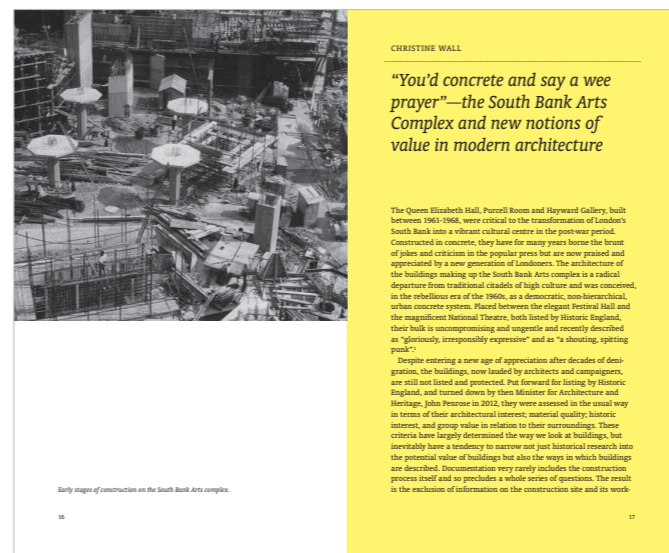 Early stages of construction on the South Bank Arts complex.
16
CHRISTINE WALL
“You’d concrete and say a wee
prayer”—the South Bank Arts
Complex and new notions of
value in modern architecture
The Queen Elizabeth Hall, Purcell Room and Hayward Gallery, built
between 1961-1968, were critical to the transformation of London’s
South Bank into a vibrant cultural centre in the post-war period.
Constructed in concrete, they have for many years borne the brunt
of jokes and criticism in the popular press but are now praised and
appreciated by a new generation of Londoners. The architecture of
the buildings making up the South Bank Arts complex is a radical
departure from traditional citadels of high culture and was conceived,
in the rebellious era of the 1960s, as a democratic, non-hierarchical,
urban concrete system. Placed between the elegant Festival Hall and
the magnificent National Theatre, both listed by Historic England,
their bulk is uncompromising and ungentle and recently described
as “gloriously, irresponsibly expressive” and as “a shouting, spitting
punk”.¹
Despite entering a new age of appreciation after decades of deni-
gration, the buildings, now lauded by architects and campaigners,
are still not listed and protected. Put forward for listing by Historic
England, and turned down by then Minister for Architecture and
Heritage, John Penrose in 2012, they were assessed in the usual way
in terms of their architectural interest; material quality; historic
interest, and group value in relation to their surroundings. These
criteria have largely determined the way we look at buildings, but
inevitably have a tendency to narrow not just historical research into
the potential value of buildings but also the ways in which buildings
are described. Documentation very rarely includes the construction
process itself and so precludes a whole series of questions. The result
is the exclusion of information on the construction site and its work-
17